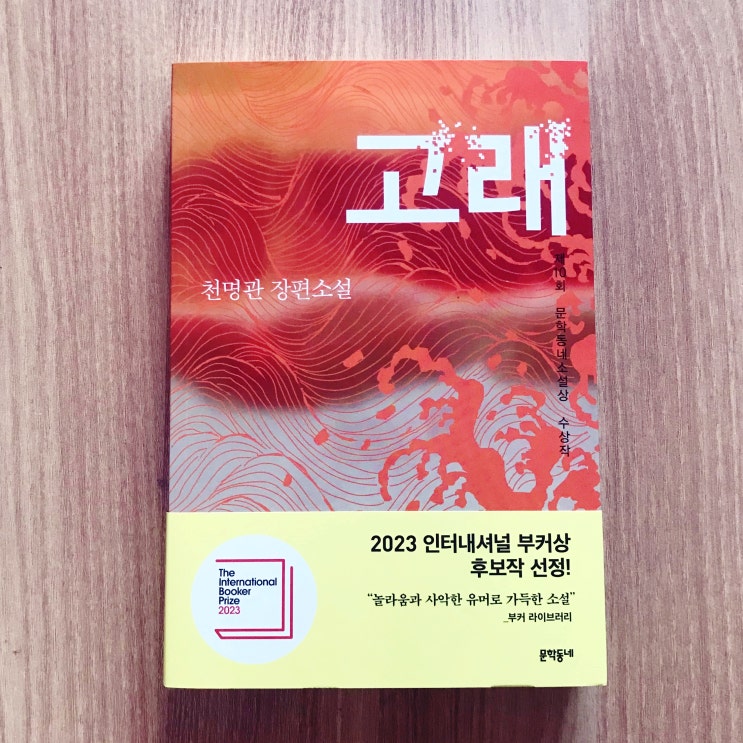 고래
천명관 장편소설
제10회 문학동네소설상 수상작
2023 인터내셔널 부커상
후보작 선정!
The
International
Booker
Prize
2023
“놀라움과 사악한 유머로 가득한 소설”
_부커 라이브러리
문학동네